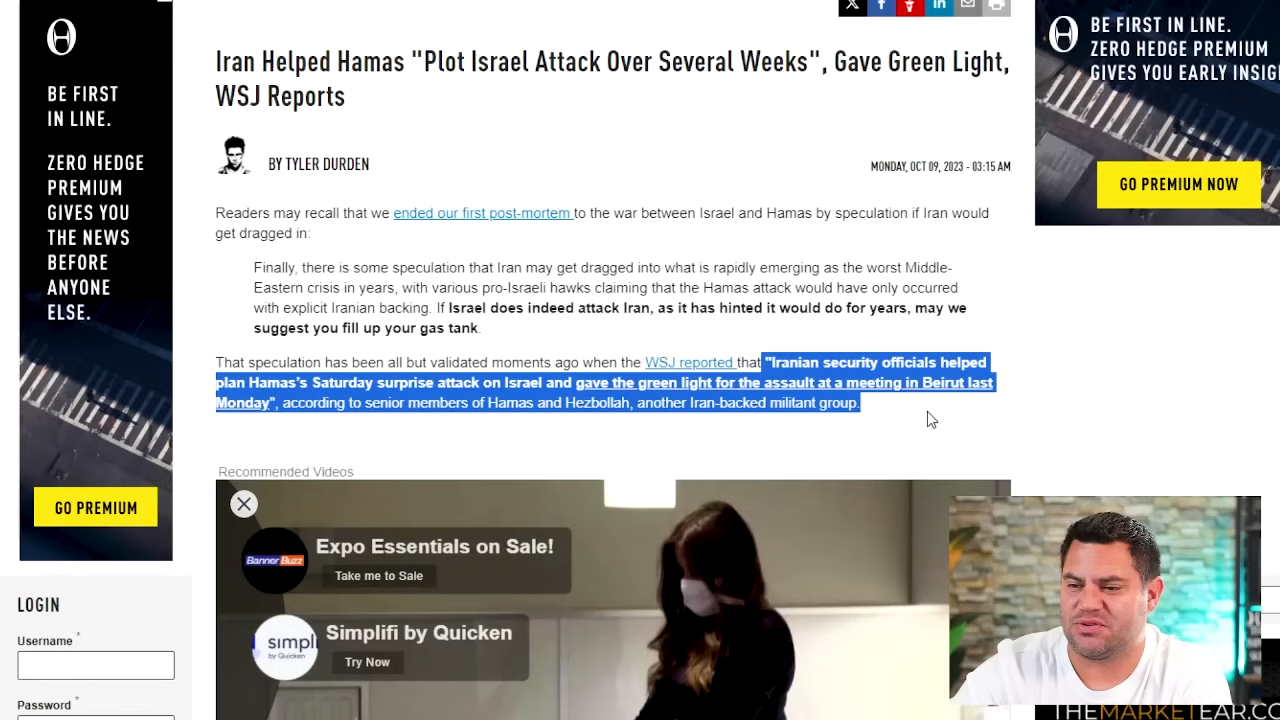 BE FIRST
IN LINE.
ZERO HEDGE
PREMIUM
GIVES YOU
THE NEWS
BEFORE
ANYONE
ELSE.
GO PREMIUM
LOGIN
Username *
Password *
Iran Helped Hamas "Plot Israel Attack Over Several Weeks", Gave Green Light,
WSJ Reports
BY TYLER DURDEN
MONDAY, OCT 09, 2023 - 03:15 AM
Readers may recall that we ended our first post-mortem to the war between Israel and Hamas by speculation if Iran would
get dragged in:
Finally, there is some speculation that Iran may get dragged into what is rapidly emerging as the worst Middle-
Eastern crisis in years, with various pro-Israeli hawks claiming that the Hamas attack would have only occurred
with explicit Iranian backing. If Israel does indeed attack Iran, as it has hinted it would do for years, may we
suggest you fill up your gas tank.
That speculation has been all but validated moments ago when the WSJ reported that "Iranian security officials helped
plan Hamas's Saturday surprise attack on Israel and gave the green light for the assault at a meeting in Beirut last
Monday", according to senior members of Hamas and Hezbollah, another Iran-backed militant group.
Recommended Videos
Banner Buzz
Expo Essentials on Sale!
Take me to Sale
simpli
by Quicken
Simplifi by Quicken
Try Now
BE FIRST IN LINE.
ZERO HEDGE PREMIUM
GIVES YOU EARLY INSIG
GO PREMIUM NOW
THEMARKETEAR.CO